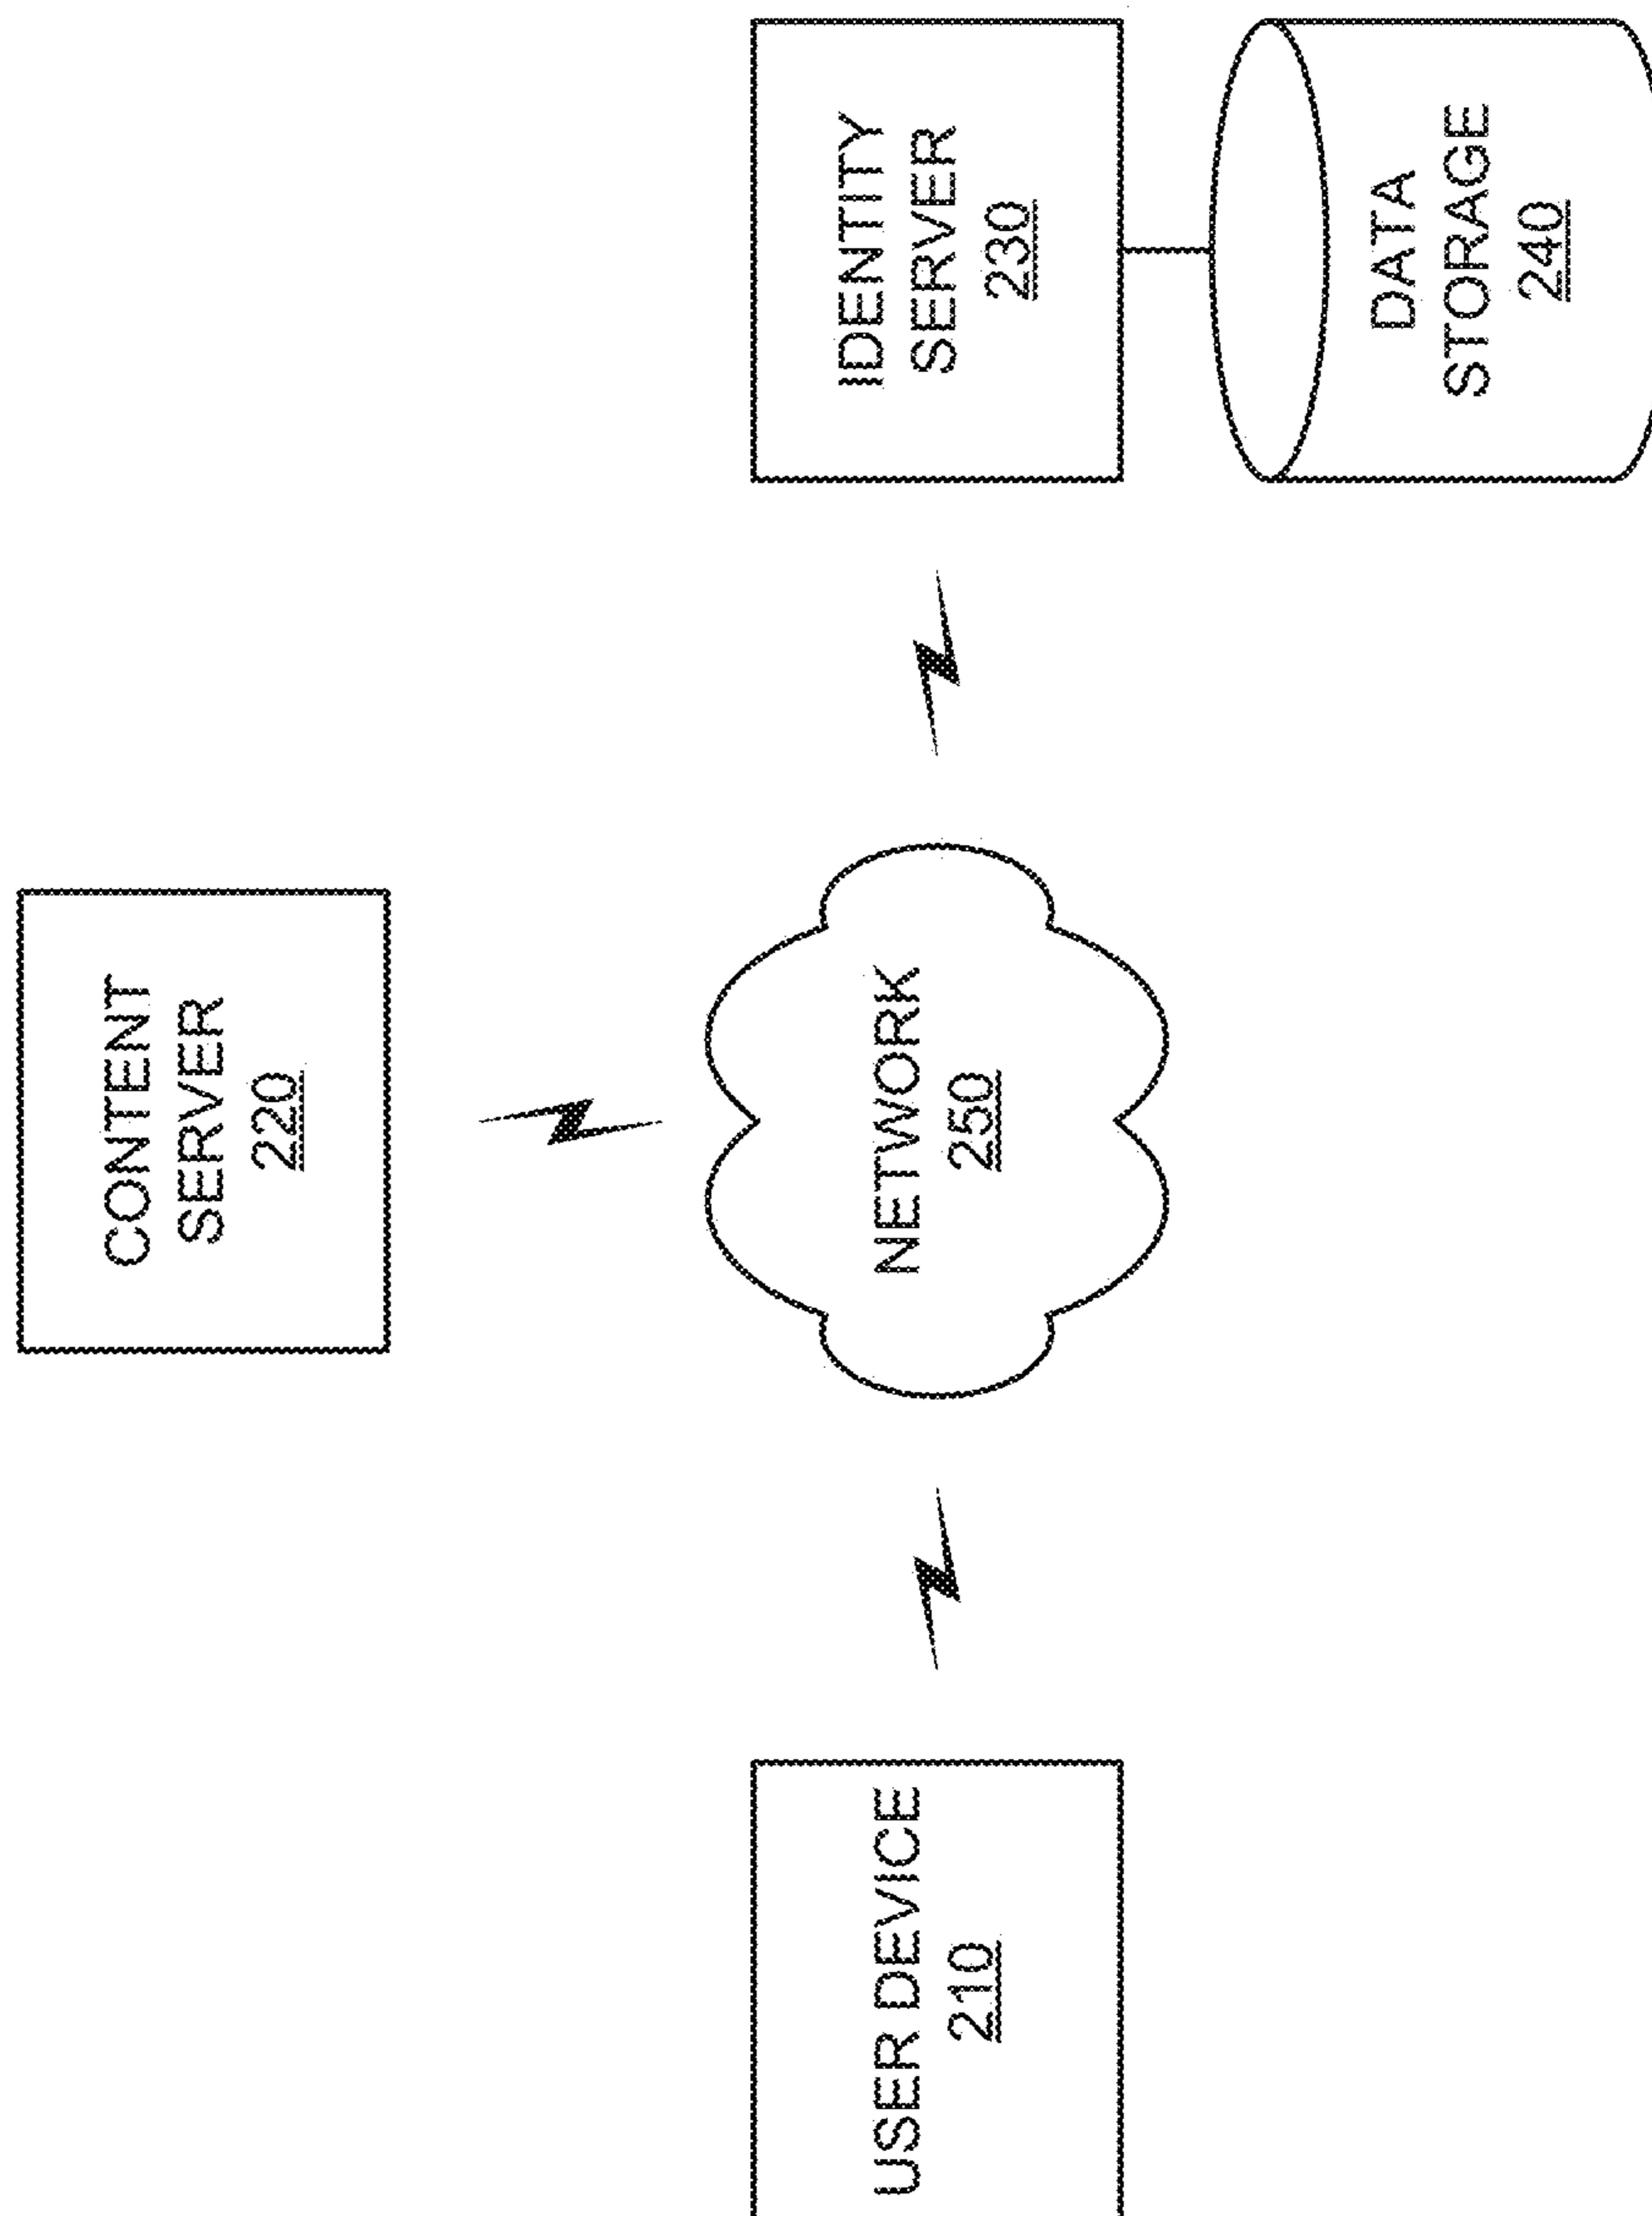 CONTENT
SERVER
220
USER DEVICE
210
NETWORK
250
IDENTITY
SERVER
230
DATA
STORAGE
240